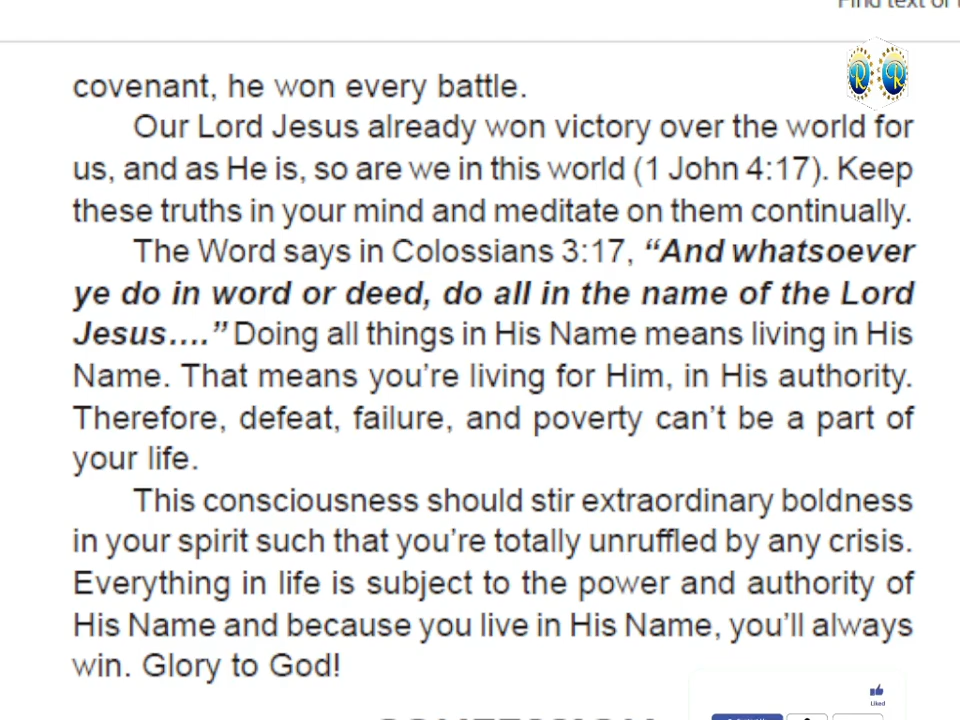 covenant, he won every battle.
Our Lord Jesus already won victory over the world for
us, and as He is, so are we in this world (1 John 4:17). Keep
these truths in your mind and meditate on them continually.
The Word says in Colossians 3:17, “And whatsoever
ye do in word or deed, do all in the name of the Lord
Jesus....” Doing all things in His Name means living in His
Name. That means you’re living for Him, in His authority.
Therefore, defeat, failure, and poverty can’t be a part of
your life.
This consciousness should stir extraordinary boldness
in your spirit such that you’re totally unruffled by any crisis.
Everything in life is subject to the power and authority of
His Name and because you live in His Name, you’ll always
win. Glory to God!
Liked